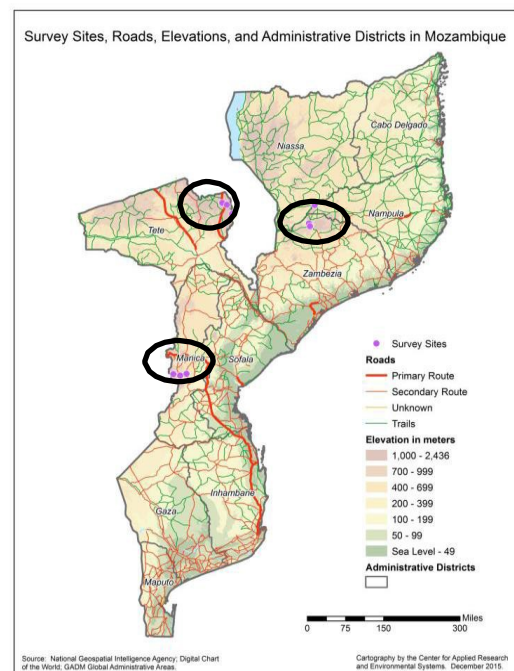 Survey Sites, Roads, Elevations, and Administrative Districts in Mozambique
Cabo Delgado
Niassa
Nampula
Tete
Zambezia
Manica
Sofala
Inhambane
Gaza
Maputo
Survey Sites
Roads
Primary Route
Secondary Route
Unknown
Trails
Elevation in meters
1,000 - 2,436
700 - 999
400 - 699
200 - 399
100 - 199
50 - 99
Sea Level - 49
Administrative Districts
Miles
0 75 150 300
Source: National Geospatial Intelligence Agency; Digital Chart
of the World; GADM Global Administrative Areas.
Cartography by the Center for Applied Research
and Environmental Systems. December 2015.